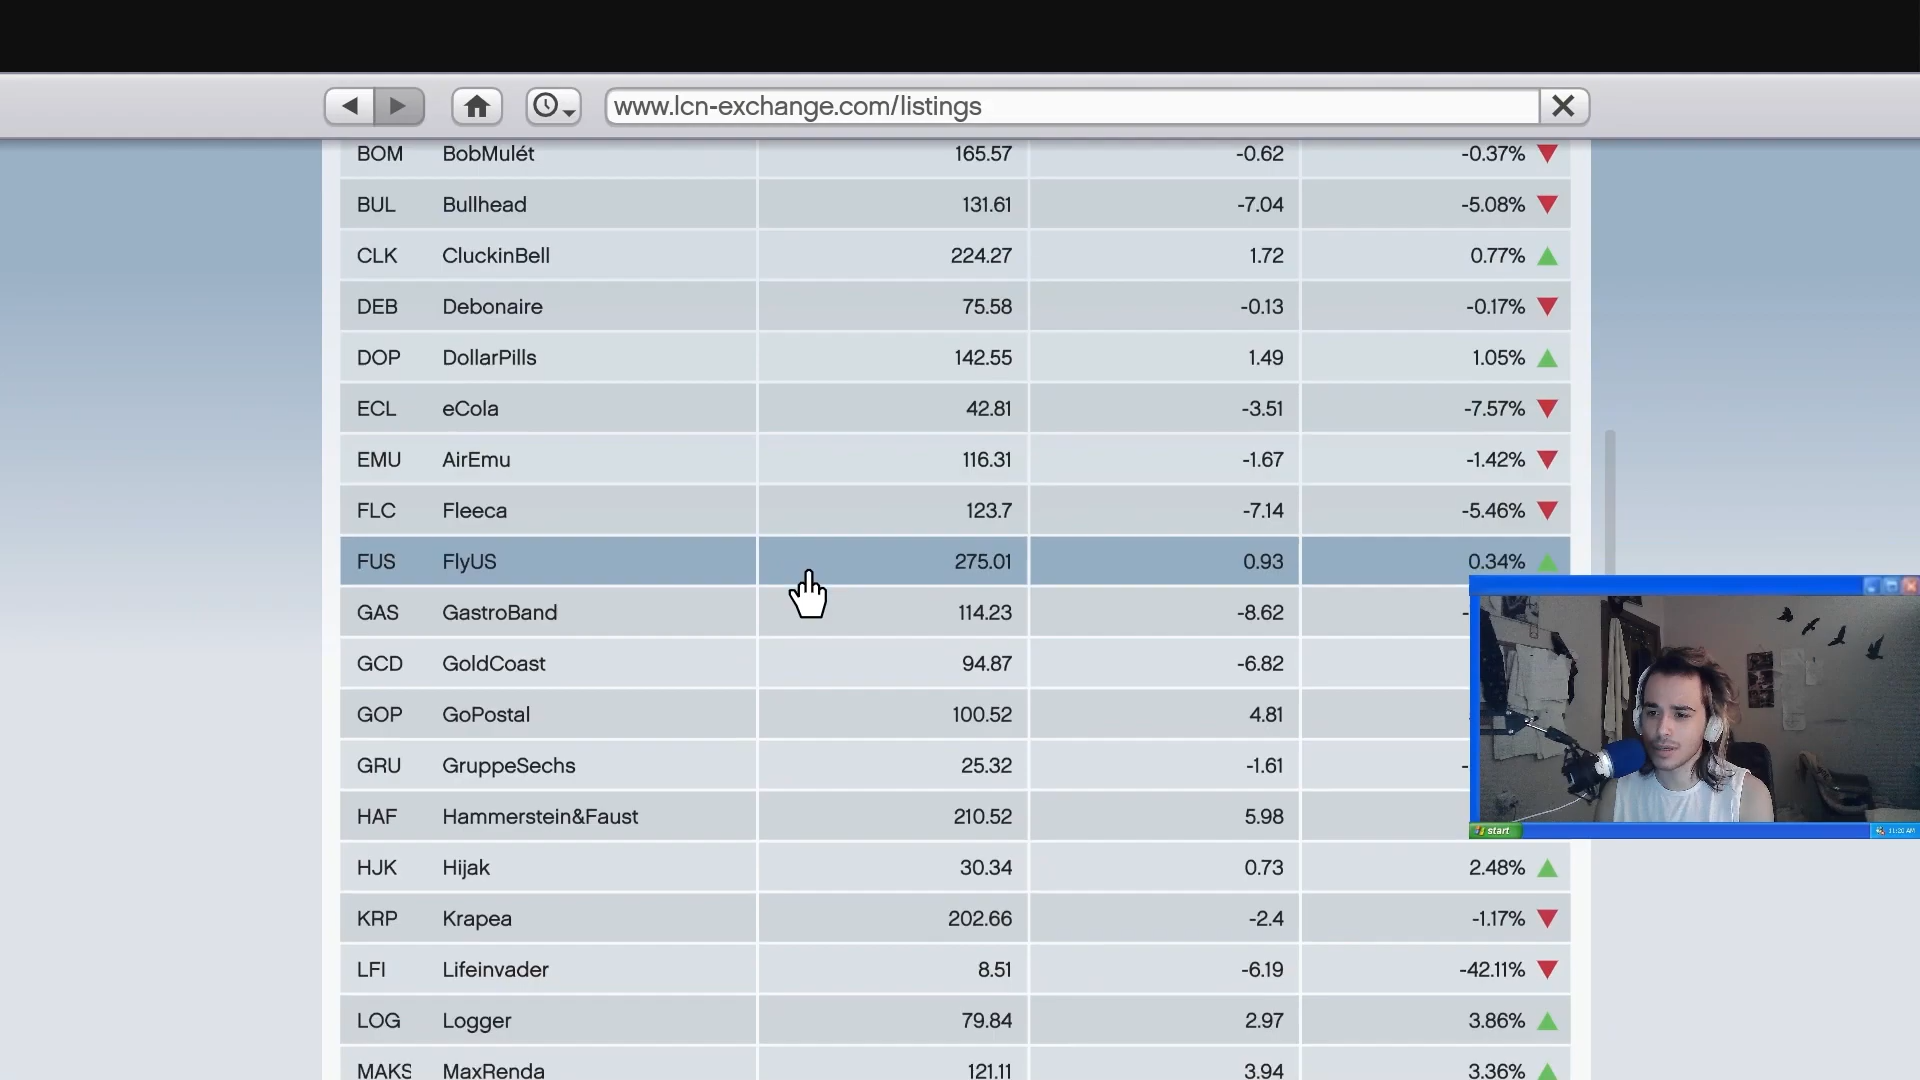 www.lcn-exchange.com/listings
BOM BobMulét 165.57 -0.62 -0.37%
BUL Bullhead 131.61 -7.04 -5.08%
CLK CluckinBell 224.27 1.72 0.77%
DEB Debonaire 75.58 -0.13 -0.17%
DOP DollarPills 142.55 1.49 1.05%
ECL eCola 42.81 -3.51 -7.57%
EMU AirEmu 116.31 -1.67 -1.42%
FLC Fleeca 123.7 -7.14 -5.46%
FUS FlyUS 275.01 0.93 0.34%
GAS GastroBand 114.23 -8.62 -
GCD GoldCoast 94.87 -6.82
GOP GoPostal 100.52 4.81
GRU GruppeSechs 25.32 -1.61 -
HAF Hammerstein&Faust 210.52 5.98
start 11:20 AM
HJK Hijak 30.34 0.73 2.48%
KRP Krapea 202.66 -2.4 -1.17%
LFI Lifeinvader 8.51 -6.19 -42.11%
LOG Logger 79.84 2.97 3.86%
MAKS MaxRenda 121.11 3.94 3.36%